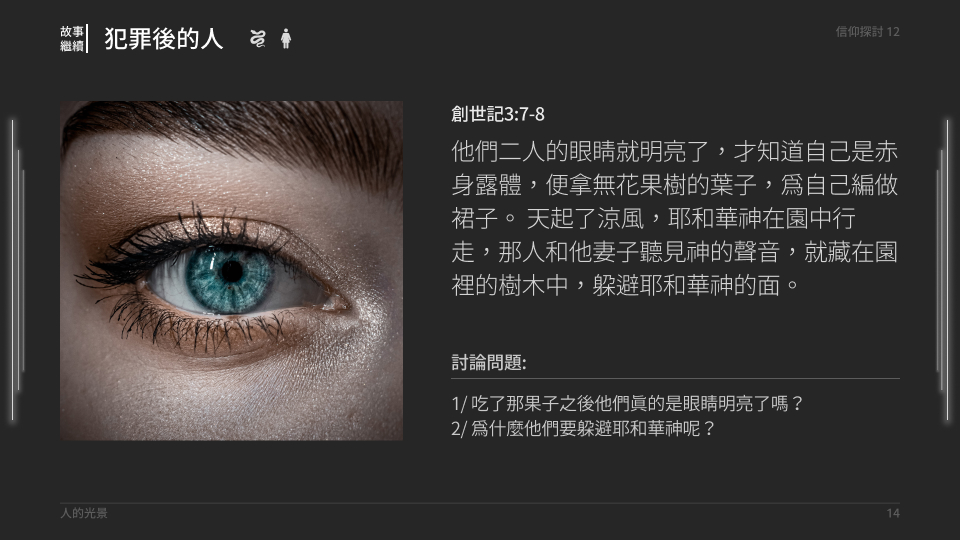 故事
繼續
犯罪後的人
信仰探討 12
創世記3:7-8
他們二人的眼睛就明亮了，才知道自己是赤
身露體，便拿無花果樹的葉子，爲自己編做
裙子。 天起了涼風，耶和華神在園中行
走，那人和他妻子聽見神的聲音，就藏在園
裡的樹木中，躲避耶和華神的面。
討論問題:
1/ 吃了那果子之後他們眞的是眼睛明亮了嗎？
2/ 爲什麼他們要躲避耶和華神呢？
人的光景
14